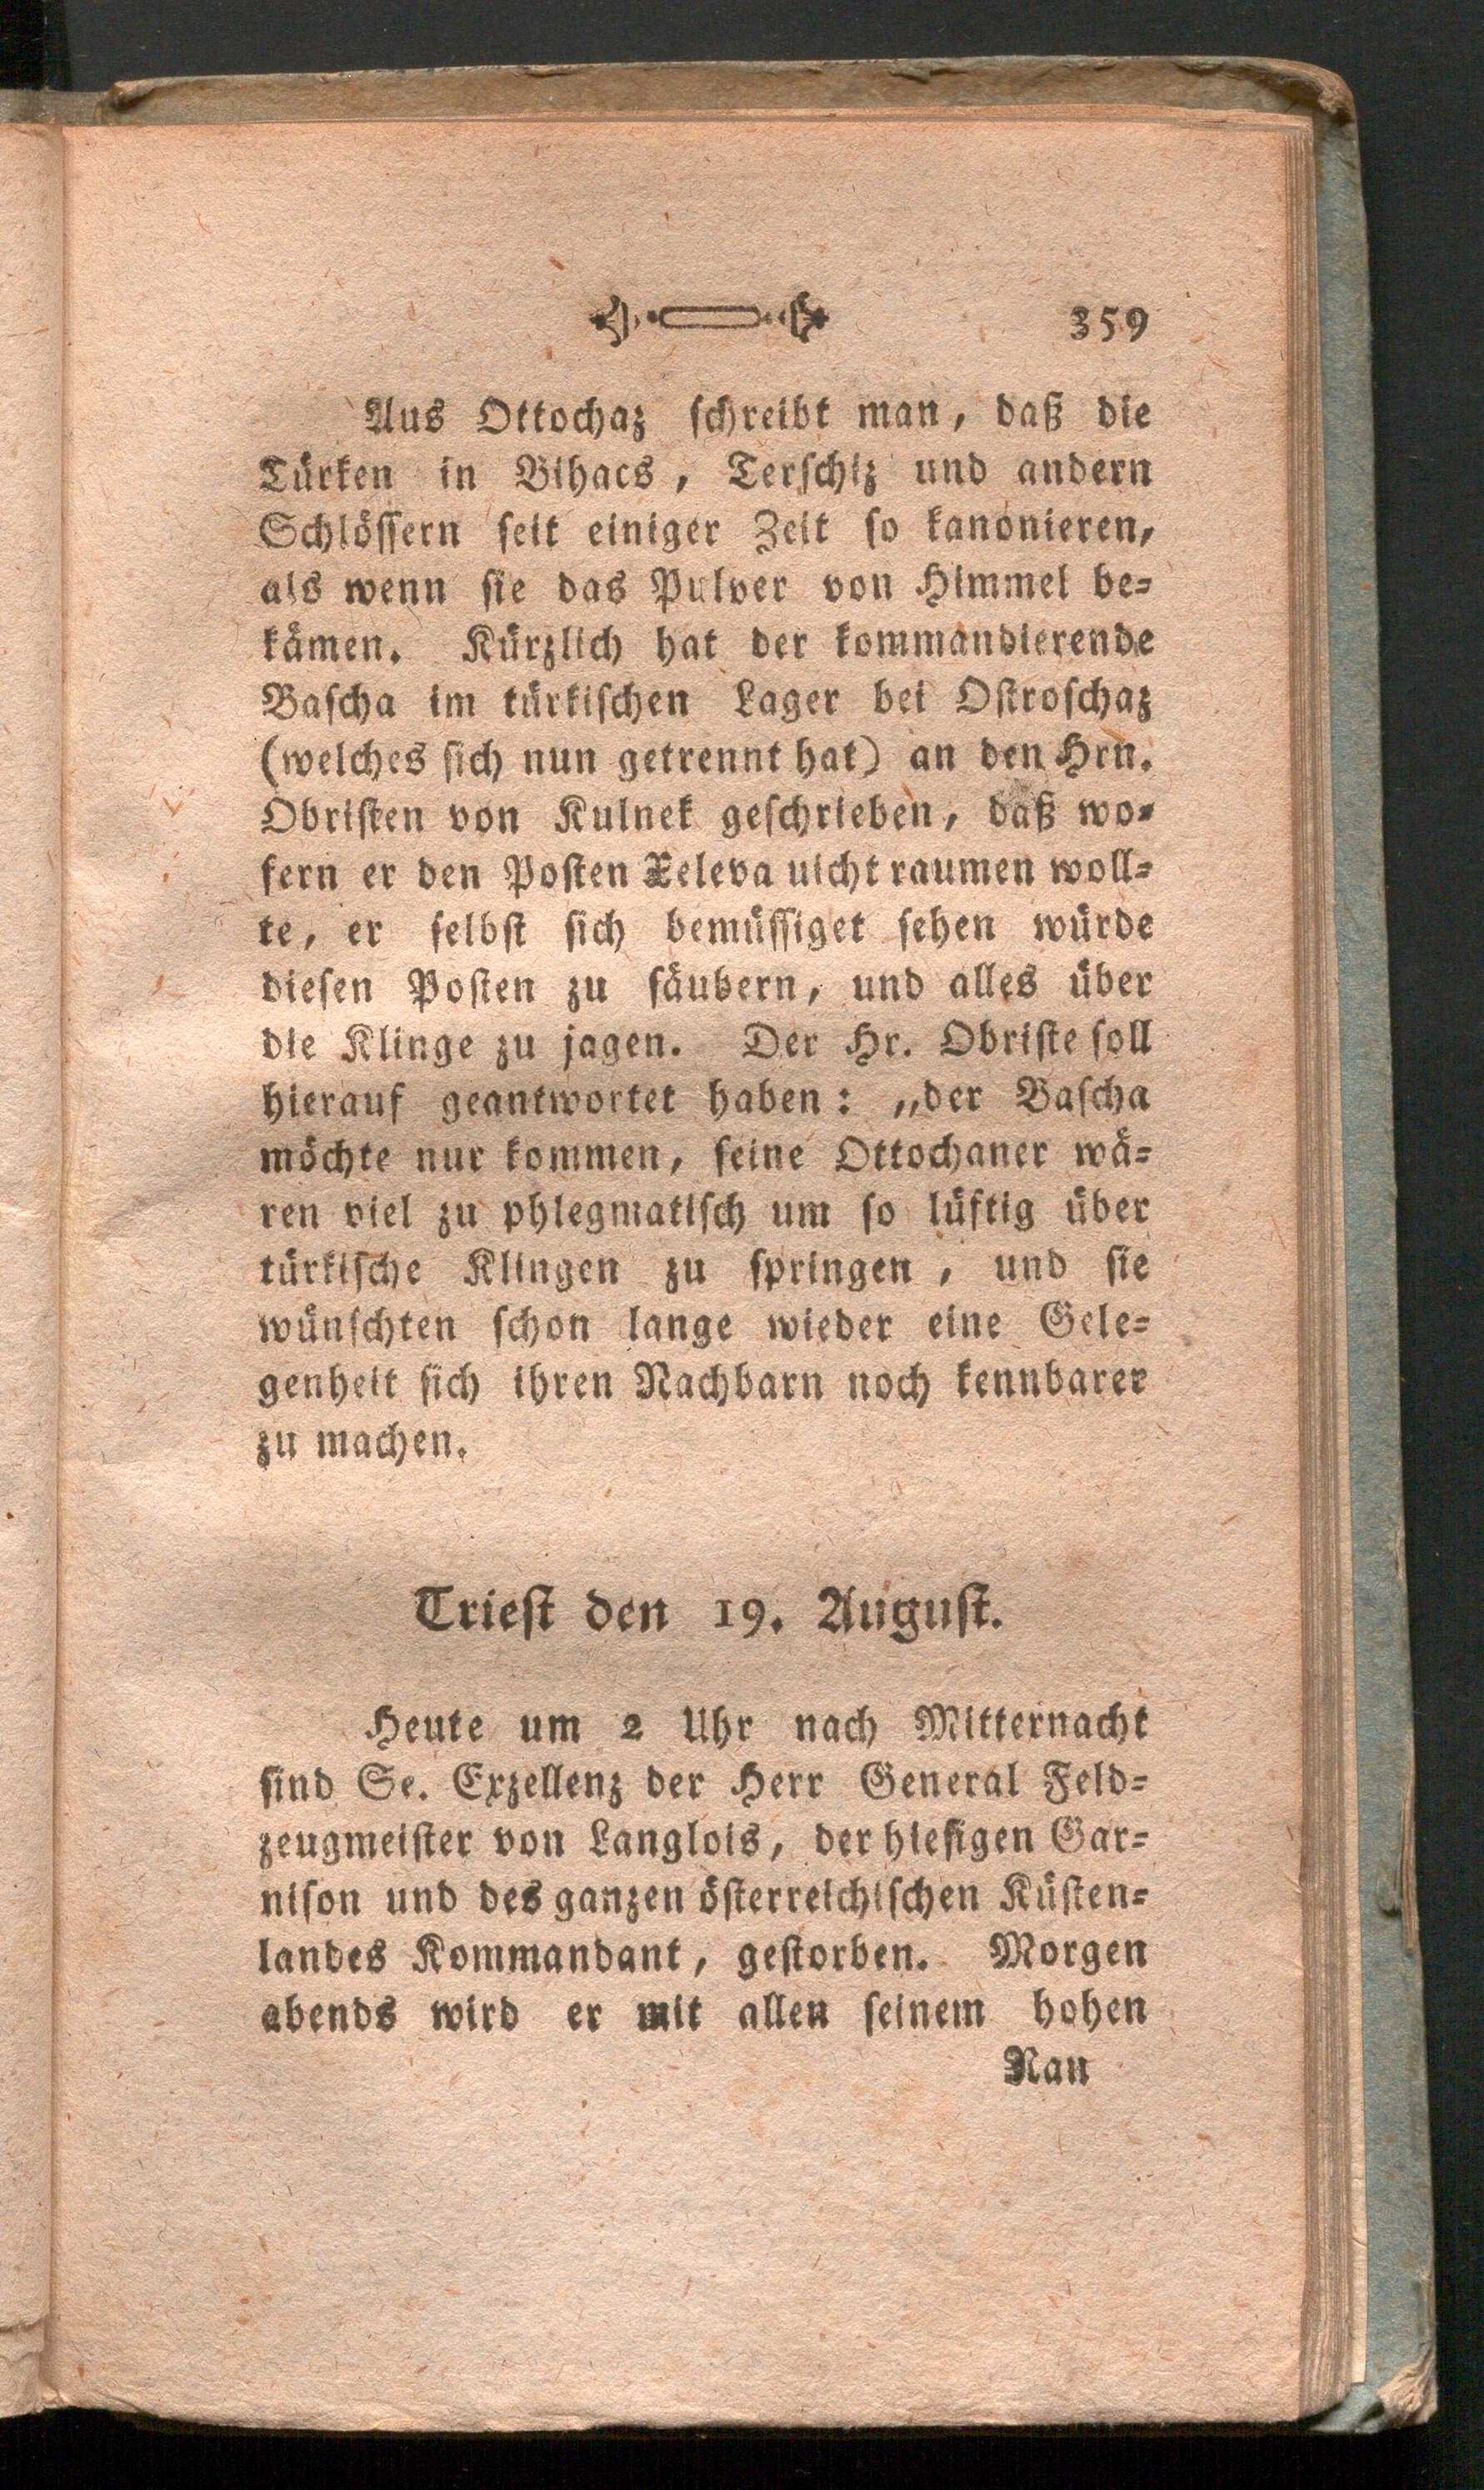 359
Aus Ottochaz schreibt man, daß die
Türken in Bihacs, Terschiz und andern
Schlössern seit einiger Zeit so kanonieren,
als wenn sie das Pulver von Himmel be-
kämen. Kürzlich hat der kommandierende
Bascha im türkischen Lager bei Ostroschaz
(welches sich nun getrennt hat) an den Hrn.
Obristen von Kulnek geschrieben, daß wo-
fern er den Posten Xeleva uicht raumen woll-
te, er selbst sich bemüssiget sehen würde
diesen Posten zu säubern, und alles über
die Klinge zu jagen. Der Hr. Obriste soll
hierauf geantwortet haben: „der Bascha
möchte nur kommen, seine Ottochaner wä-
ren viel zu phlegmatisch um so lüftig über
türkische Klingen zu springen, und sie
wünschten schon lange wieder eine Gele-
genheit sich ihren Nachbarn noch kennbarer
zu machen.
Triest den 19. August.
Heute um 2 Uhr nach Mitternacht
sind Se. Exzellenz der Herr General Feld-
zeugmeister von Langlois, der hiesigen Gar-
nison und des ganzen österreichischen Küsten-
landes Kommandant, gestorben. Morgen
abends wird er mit allen seinem hohen
Ran